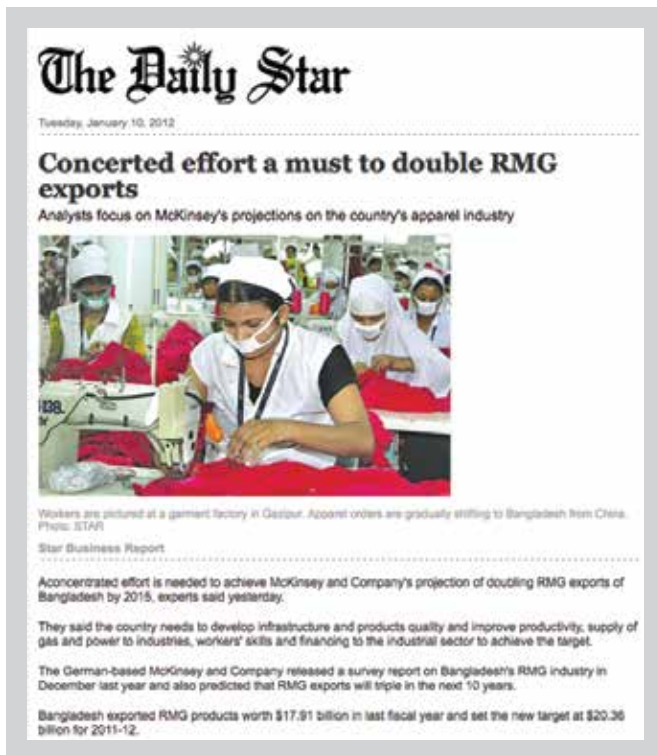 The Daily Star
Tuesday, January 10, 2012
Concerted effort a must to double RMG
exports
Analysts focus on McKinsey's projections on the country's apparel industry
Workers are pictured at a garment factory in Gazipur. Apparel orders are gradually shifting to Bangladesh from China.
Photo: STAR
Star Business Report
Aconcentrated effort is needed to achieve McKinsey and Company's projection of doubling RMG exports of
Bangladesh by 2015, experts said yesterday.
They said the country needs to develop infrastructure and products quality and improve productivity, supply of
gas and power to industries, workers' skills and financing to the industrial sector to achieve the target.
The German-based McKinsey and Company released a survey report on Bangladesh's RMG industry in
December last year and also predicted that RMG exports will triple in the next 10 years.
Bangladesh exported RMG products worth $17.91 billion in last fiscal year and set the new target at $20.36
billion for 2011-12.